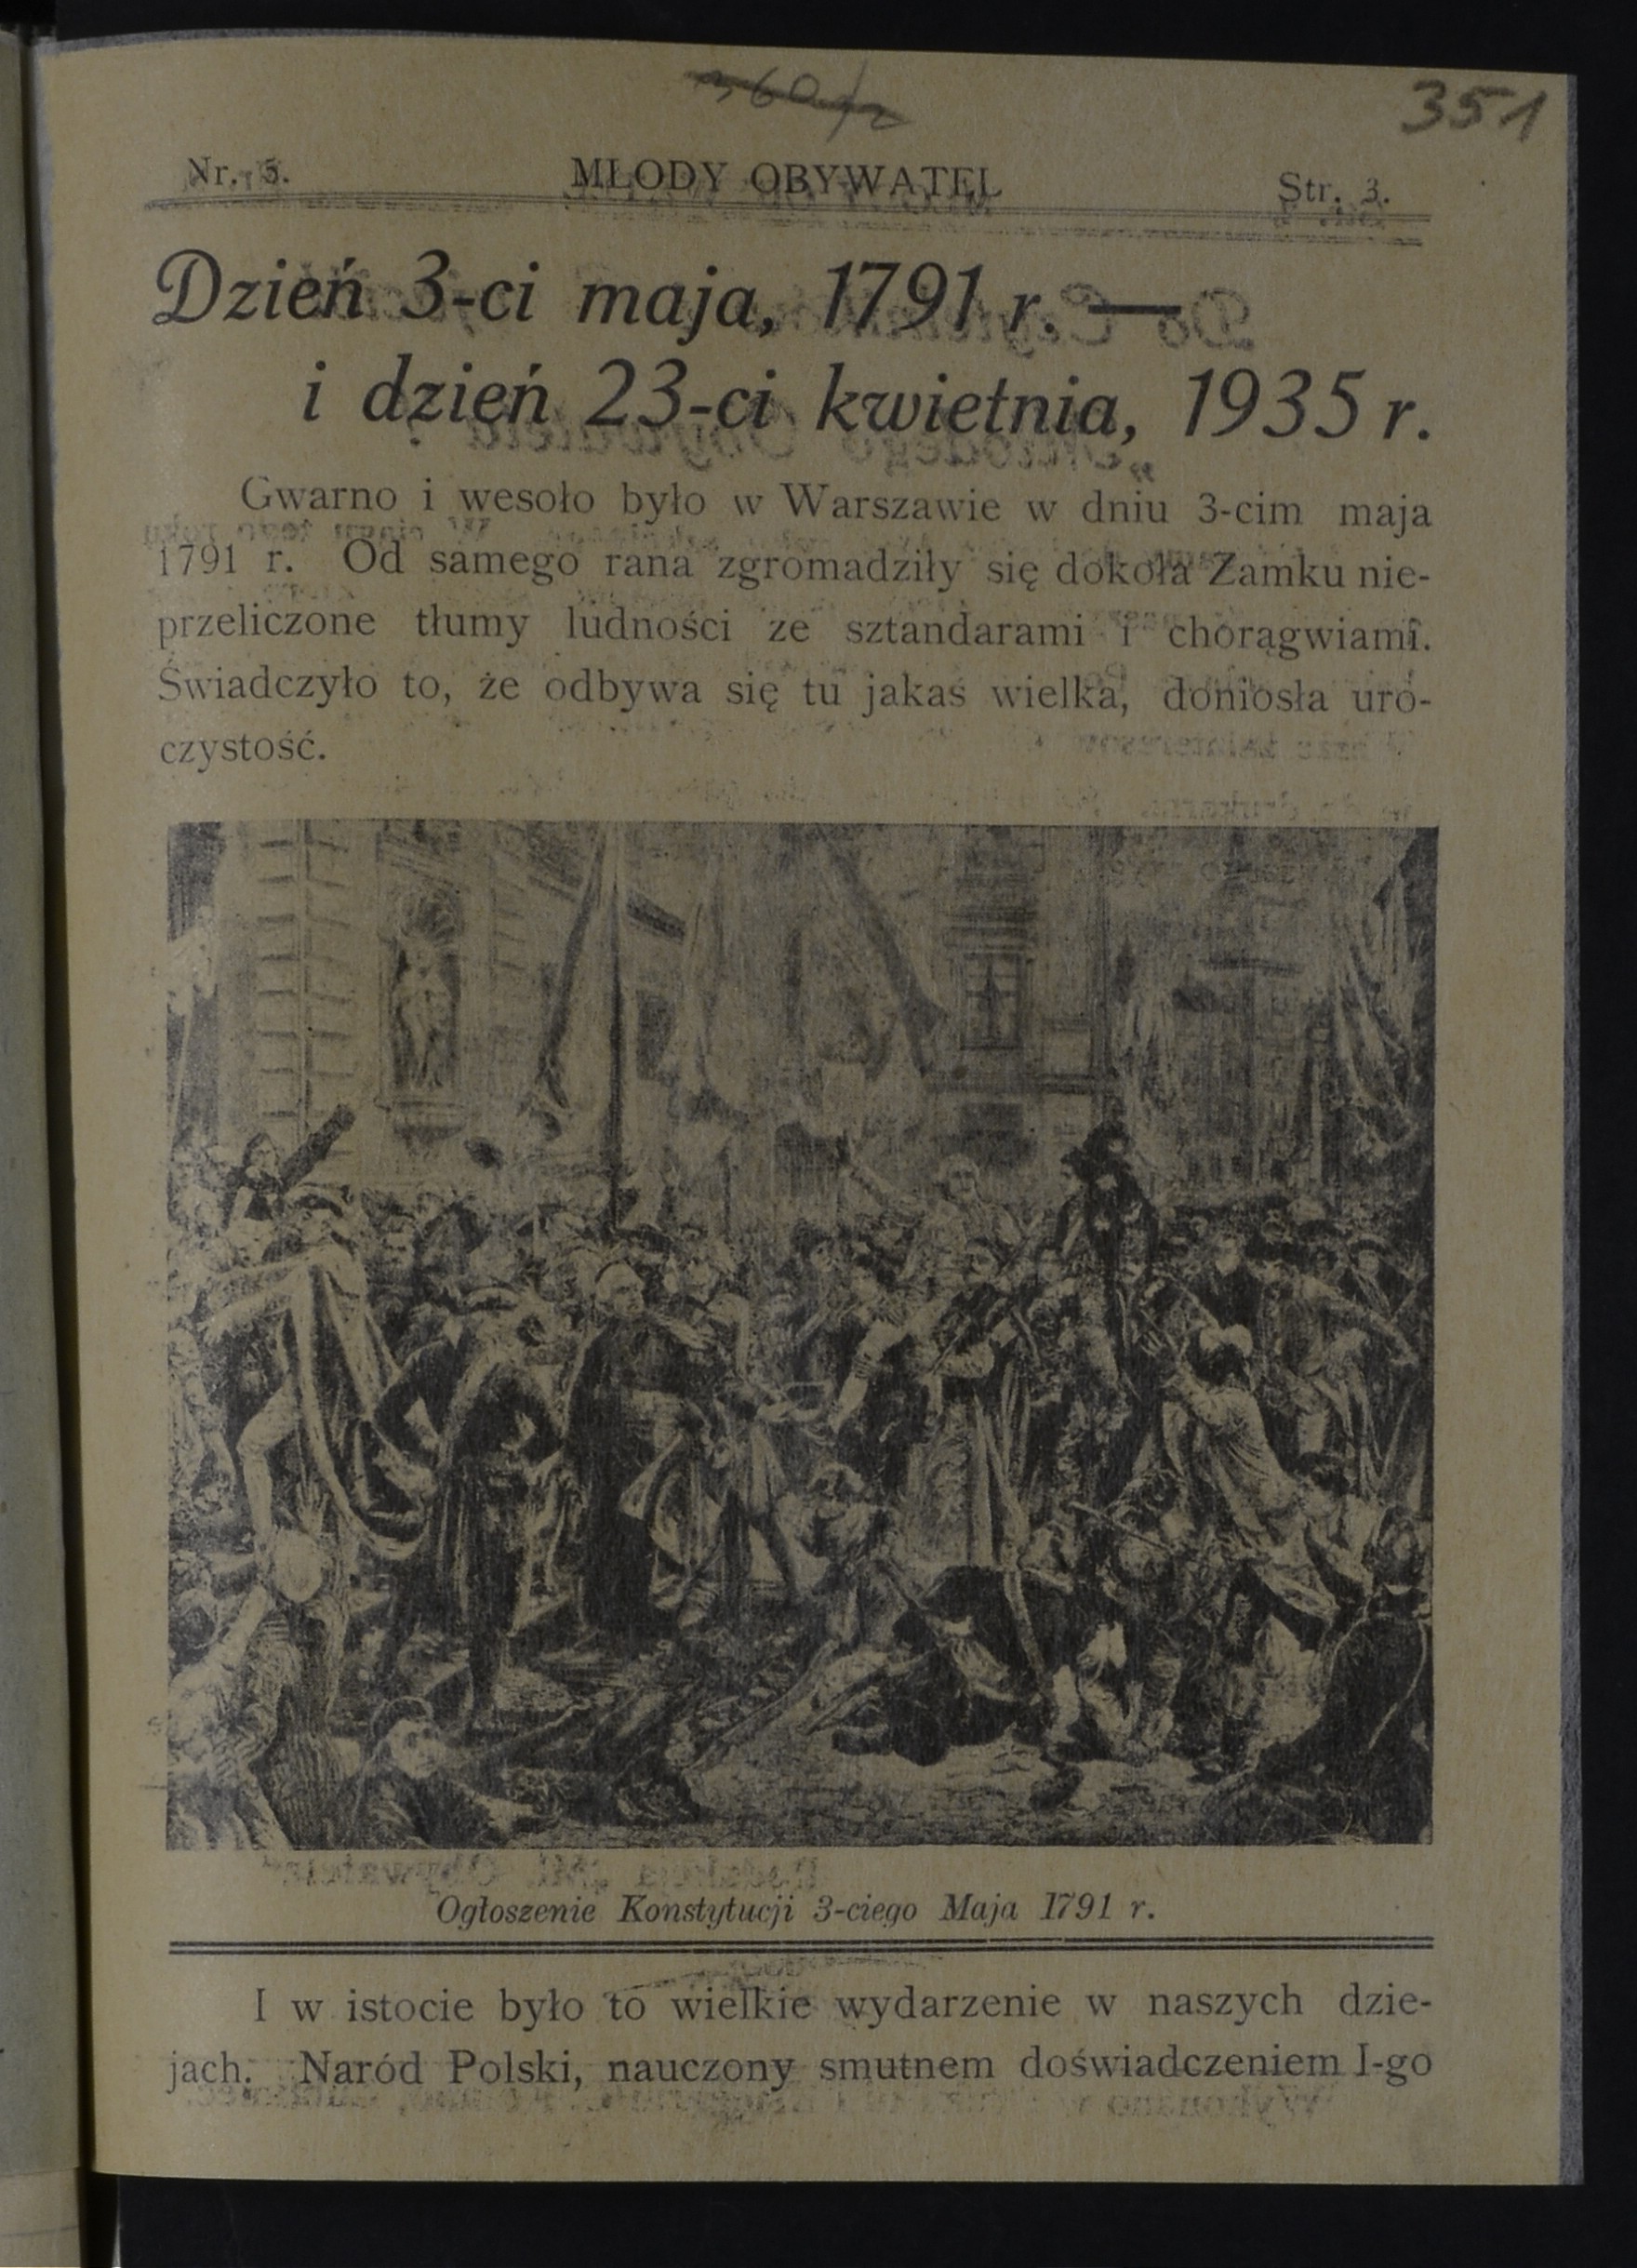 351
Nr. 5. MŁODY OBYWATEL Str. 3.
Dzień 3-ci maja, 1791 r. —
i dzień 23-ci kwietnia, 1935 r.
Gwarno i wesoło było w Warszawie w dniu 3-cim maja
1791 r. Od samego rana zgromadziły się dokoła Zamku nie-
przeliczone tłumy ludności ze sztandarami i chorągwiami.
Świadczyło to, że odbywa się tu jakaś wielka, doniosła uro-
czystość.
Ogłoszenie Konstytucji 3-ciego Maja 1791 r.
I w istocie było to wielkie wydarzenie w naszych dzie-
jach. Naród Polski, nauczony smutnem doświadczeniem I-go